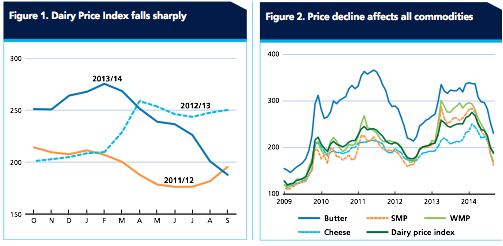 Figure 1. Dairy Price Index falls sharply
300
250
200
150
2013/14
2012/13
2011/12
O N D J F M A M J J A S
Figure 2. Price decline affects all commodities
400
300
200
100
2009 2010 2011 2012 2013 2014
Butter SMP WMP
Cheese Dairy price index